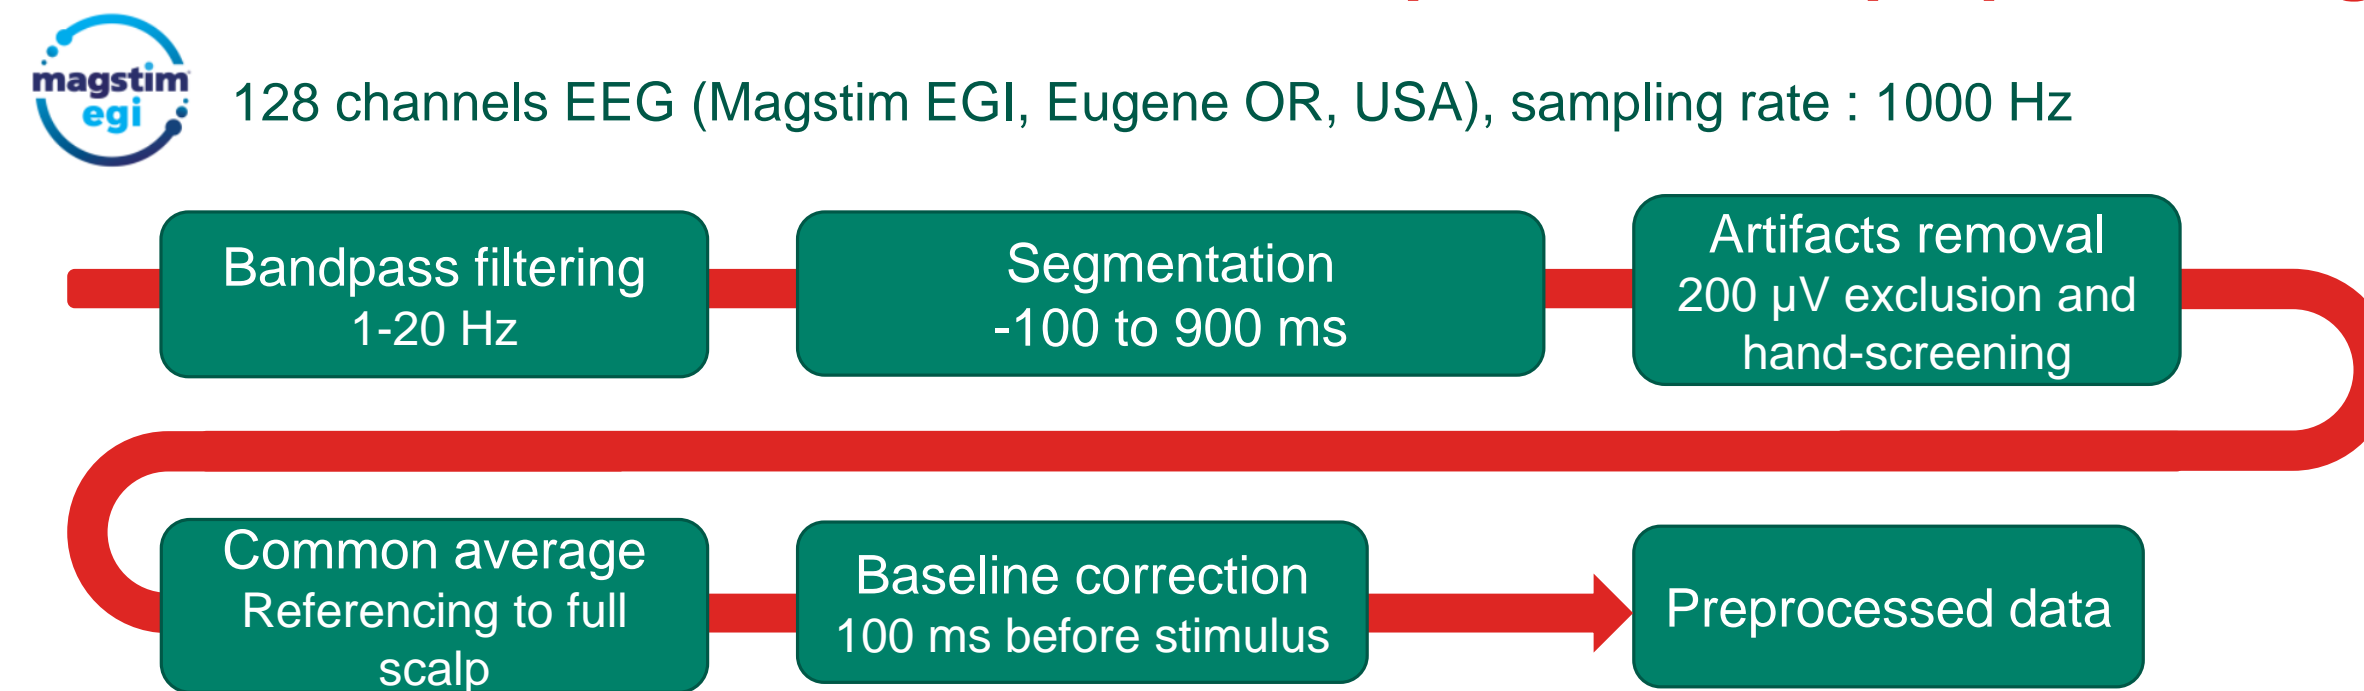 magstim
egi
128 channels EEG (Magstim EGI, Eugene OR, USA), sampling rate : 1000 Hz
Bandpass filtering
1-20 Hz
Segmentation
-100 to 900 ms
Artifacts removal
200 µV exclusion and
hand-screening
Common average
Referencing to full
scalp
Baseline correction
100 ms before stimulus
Preprocessed data